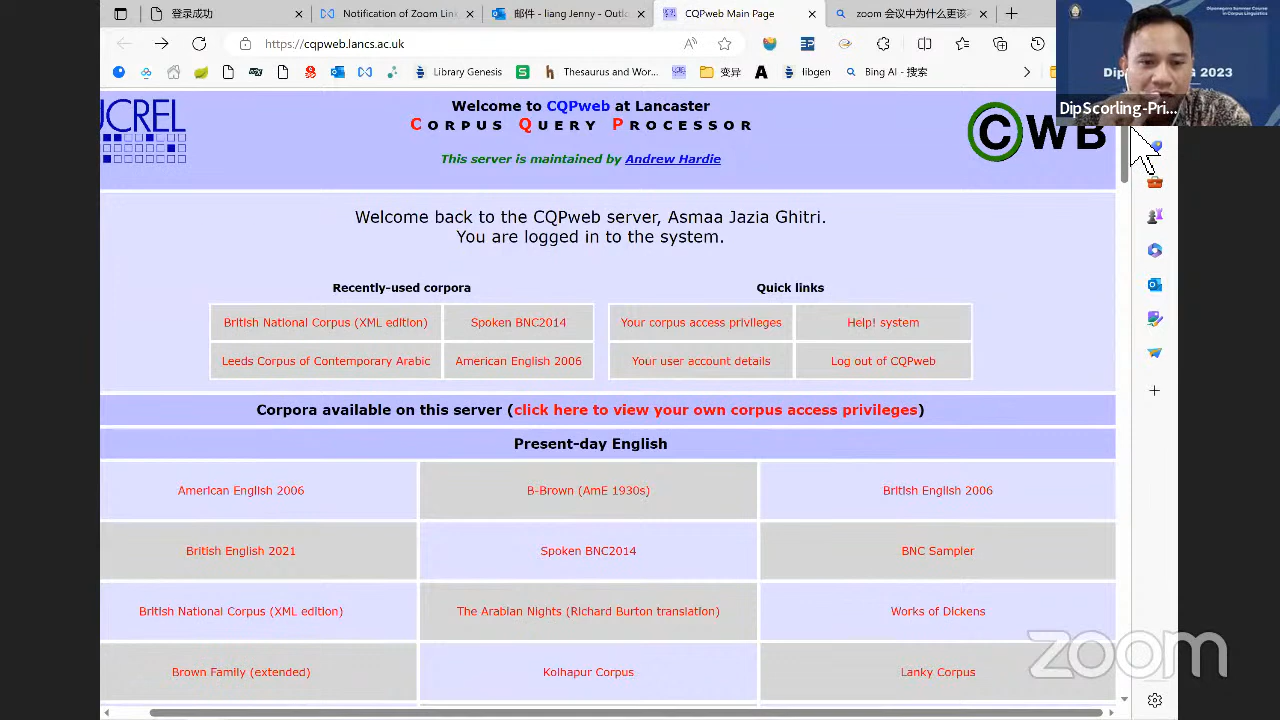 登录成功
Notification of Zoom Lin
Benny_Corling_Outlin
CQPweb Main Page
zoom 会议中为什么
https://cqpweb.lancs.ac.uk
Library Genesis
Thesaurus and Wor...
变异
libgen
Bing AI - 搜索
Diponegoro Summer Course
in Corpus Linguistics
2023
DipScorling-Pri...
UCREL
Welcome to CQPweb at Lancaster
CORPUS QUERY PROCESSOR
This server is maintained by Andrew Hardie
CWB
Welcome back to the CQPweb server, Asmaa Jazia Ghitri.
You are logged in to the system.
Recently-used corpora
Quick links
British National Corpus (XML edition)
Spoken BNC2014
Your corpus access privileges
Help! system
Leeds Corpus of Contemporary Arabic
American English 2006
Your user account details
Log out of CQPweb
Corpora available on this server (click here to view your own corpus access privileges)
Present-day English
American English 2006
B-Brown (AmE 1930s)
British English 2006
British English 2021
Spoken BNC2014
BNC Sampler
British National Corpus (XML edition)
The Arabian Nights (Richard Burton translation)
Works of Dickens
Brown Family (extended)
Kolhapur Corpus
Lanky Corpus
zoom